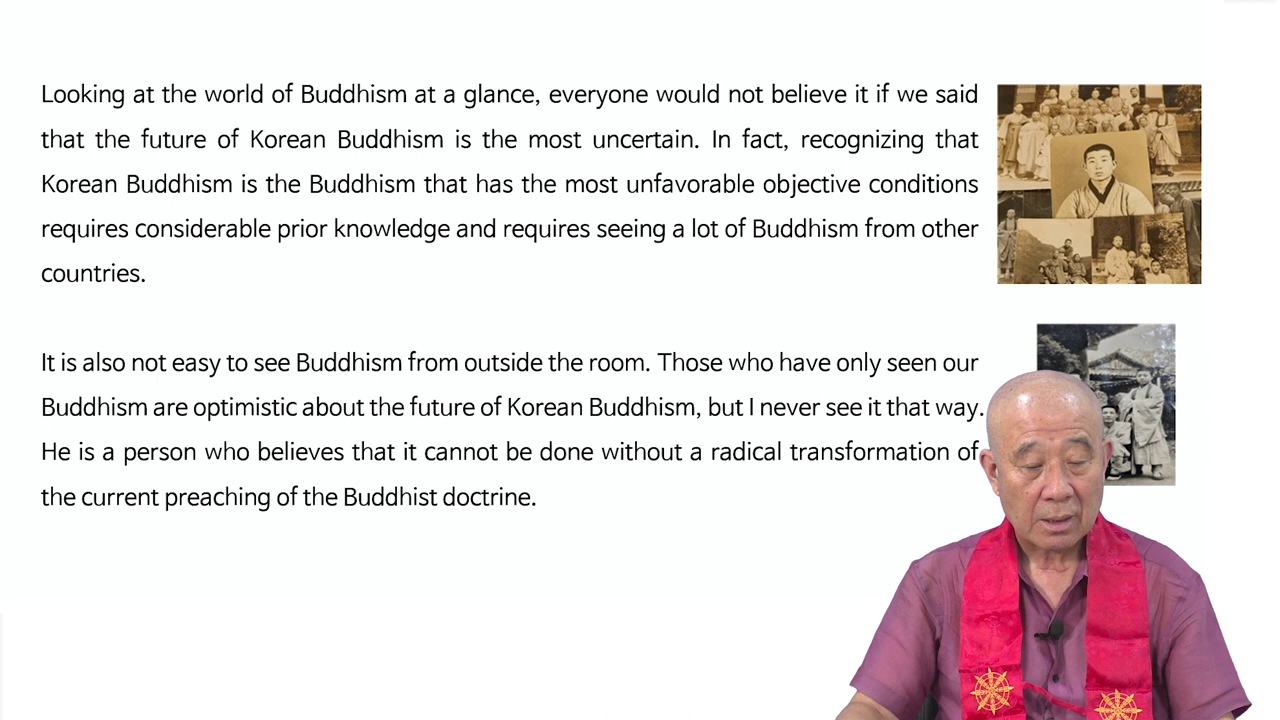 Looking at the world of Buddhism at a glance, everyone would not believe it if we said
that the future of Korean Buddhism is the most uncertain. In fact, recognizing that
Korean Buddhism is the Buddhism that has the most unfavorable objective conditions
requires considerable prior knowledge and requires seeing a lot of Buddhism from other
countries.
It is also not easy to see Buddhism from outside the room. Those who have only seen our
Buddhism are optimistic about the future of Korean Buddhism, but I never see it that way.
He is a person who believes that it cannot be done without a radical transformation of
the current preaching of the Buddhist doctrine.